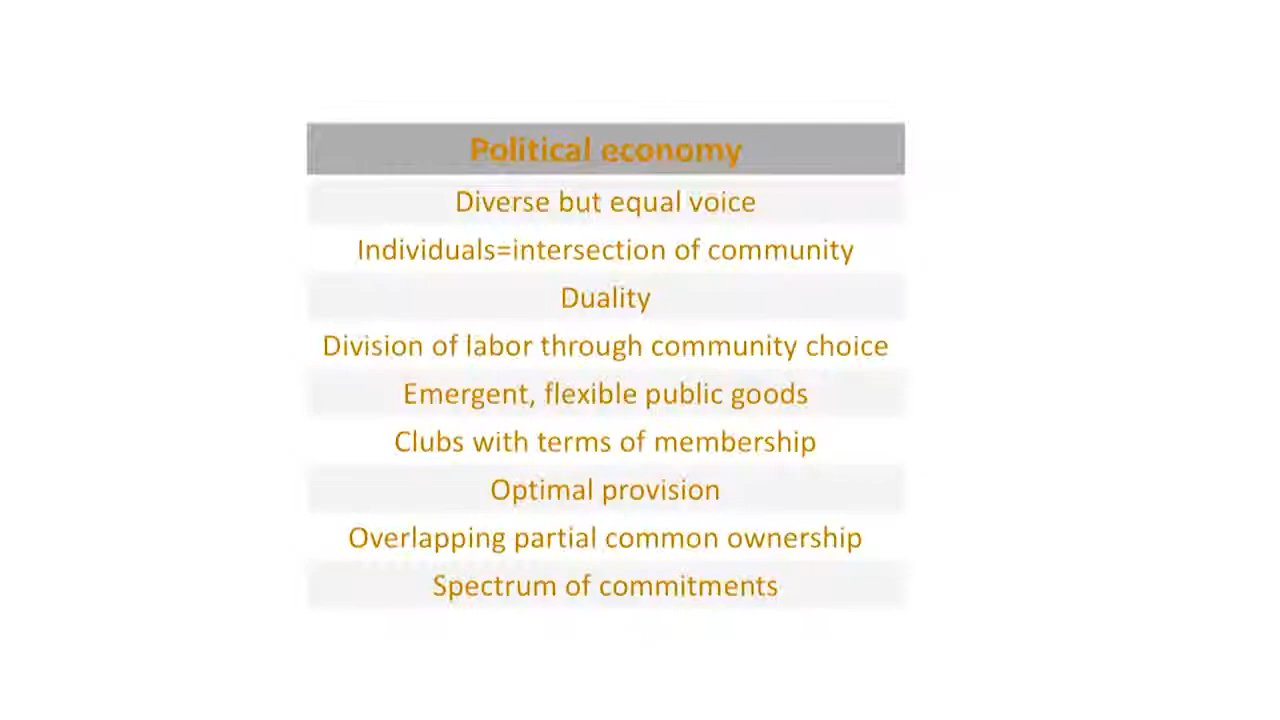 Political economy
Diverse but equal voice
Individuals=intersection of community
Duality
Division of labor through community choice
Emergent, flexible public goods
Clubs with terms of membership
Optimal provision
Overlapping partial common ownership
Spectrum of commitments